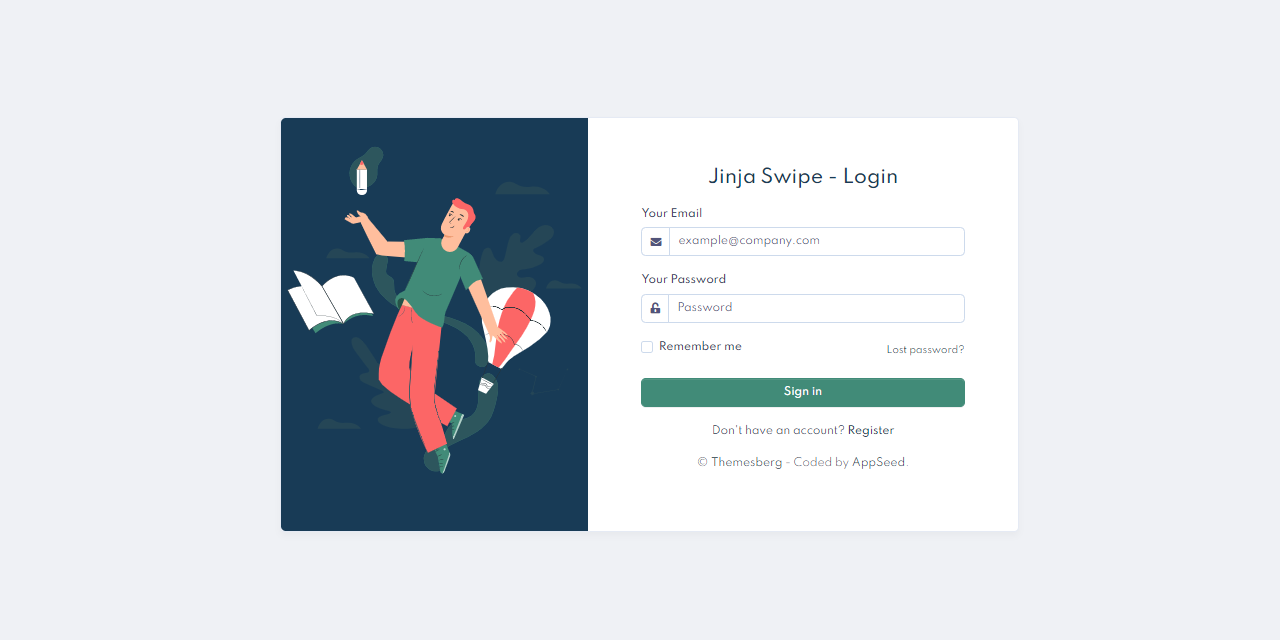 Jinja Swipe - Login
Your Email
example@company.com
Your Password
Password
Remember me
Lost password?
Sign in
Don't have an account? Register
© Themesberg - Coded by AppSeed.